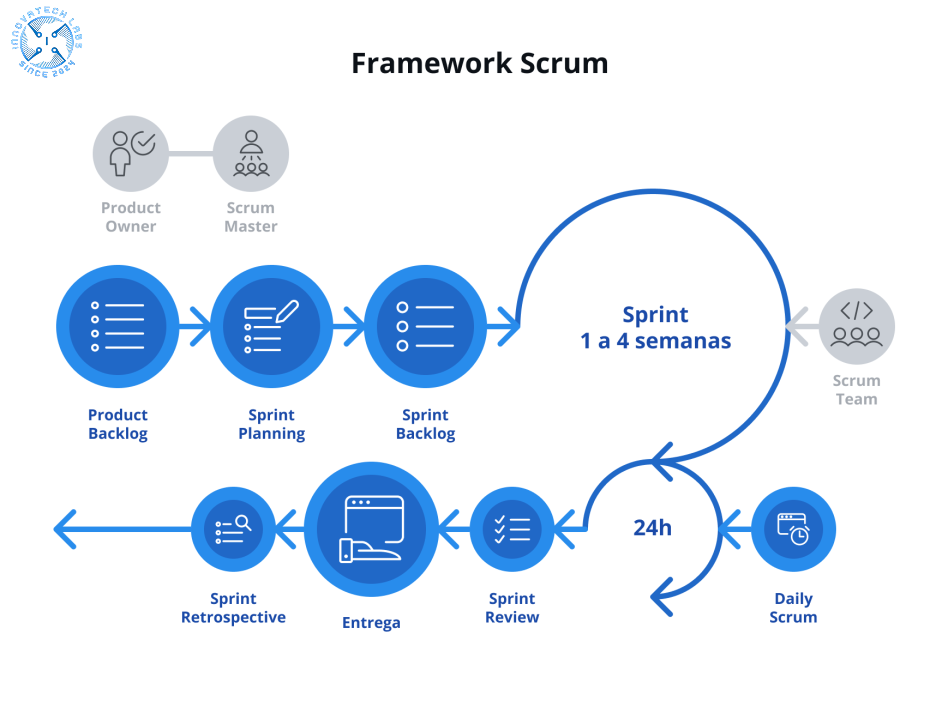 INNOVATECH LABS
SINCE 2024
Framework Scrum
Product
Owner
Scrum
Master
Product
Backlog
Sprint
Planning
Sprint
Backlog
Sprint
1 a 4 semanas
</>
Scrum
Team
Sprint
Retrospective
Entrega
Sprint
Review
24h
Daily
Scrum